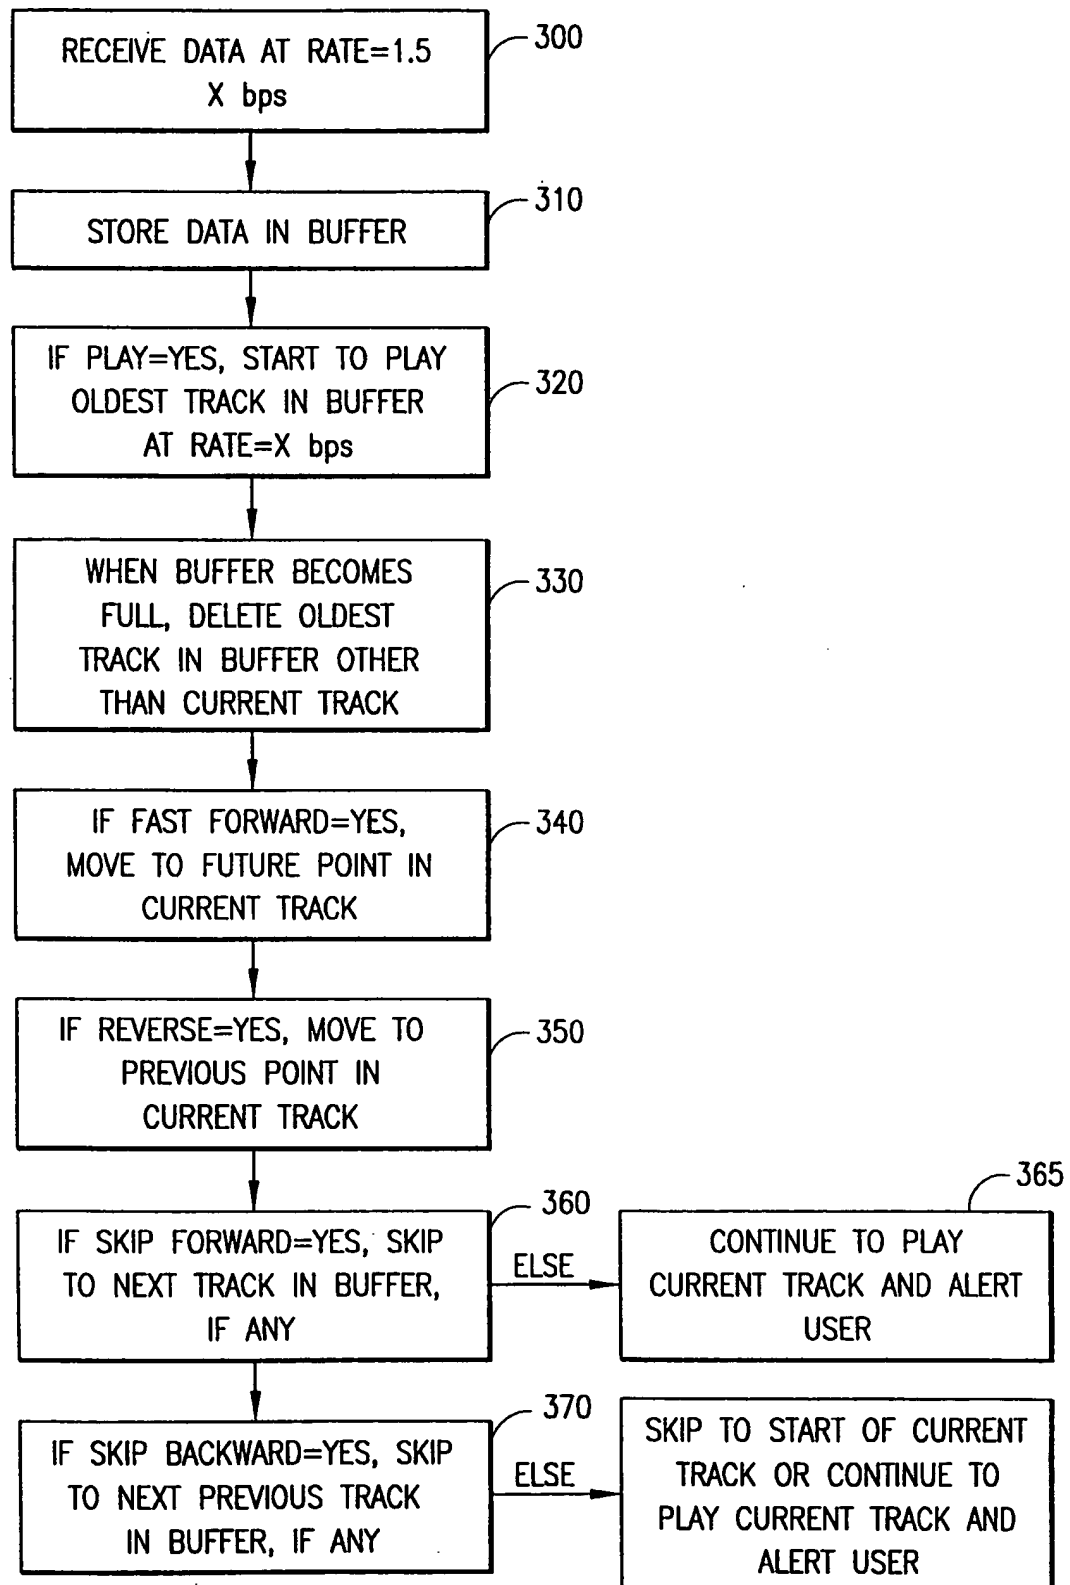 RECEIVE DATA AT RATE=1.5
X bps
300
STORE DATA IN BUFFER
310
IF PLAY=YES, START TO PLAY
OLDEST TRACK IN BUFFER
AT RATE=X bps
320
WHEN BUFFER BECOMES
FULL, DELETE OLDEST
TRACK IN BUFFER OTHER
THAN CURRENT TRACK
330
IF FAST FORWARD=YES,
MOVE TO FUTURE POINT IN
CURRENT TRACK
340
IF REVERSE=YES, MOVE TO
PREVIOUS POINT IN
CURRENT TRACK
350
IF SKIP FORWARD=YES, SKIP
TO NEXT TRACK IN BUFFER,
IF ANY
360
ELSE
CONTINUE TO PLAY
CURRENT TRACK AND ALERT
USER
365
IF SKIP BACKWARD=YES, SKIP
TO NEXT PREVIOUS TRACK
IN BUFFER, IF ANY
370
ELSE
SKIP TO START OF CURRENT
TRACK OR CONTINUE TO
PLAY CURRENT TRACK AND
ALERT USER